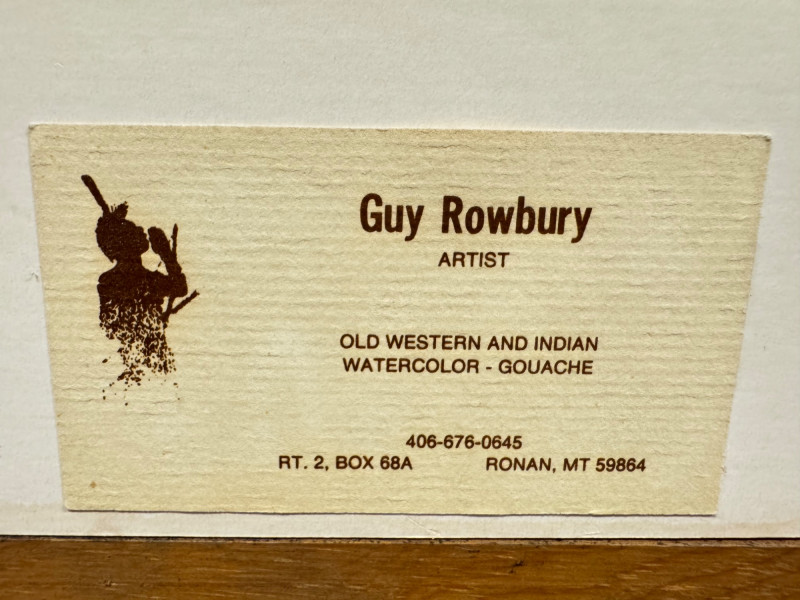 Guy Rowbury
ARTIST
OLD WESTERN AND INDIAN
WATERCOLOR - GOUACHE
406-676-0645
RT. 2, BOX 68A RONAN, MT 59864